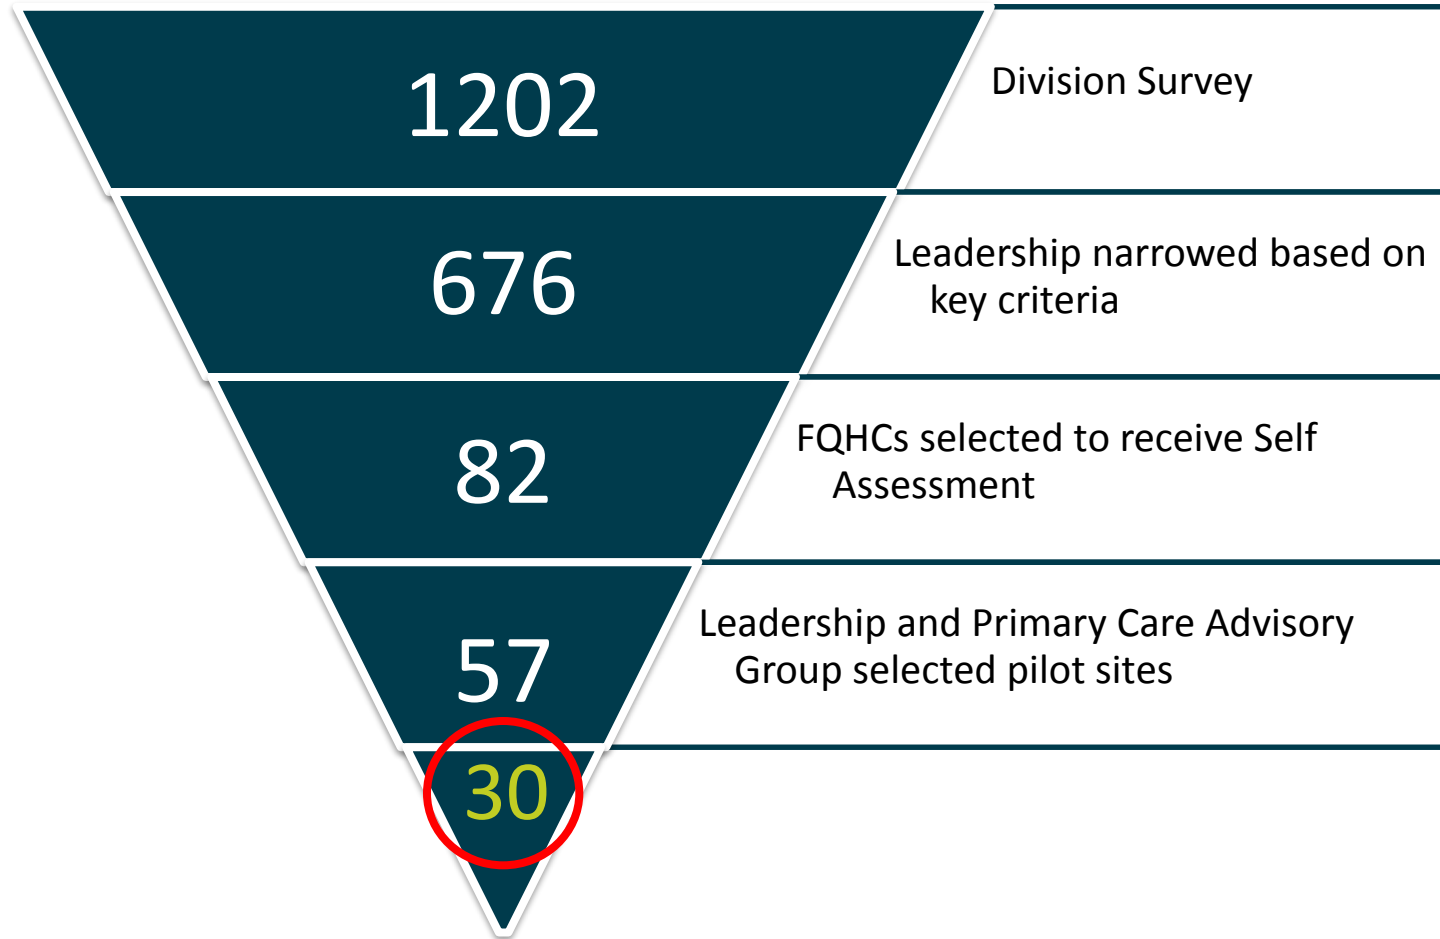 1202
Division Survey
676
Leadership narrowed based on
key criteria
82
FQHCs selected to receive Self
Assessment
57
Leadership and Primary Care Advisory
Group selected pilot sites
30